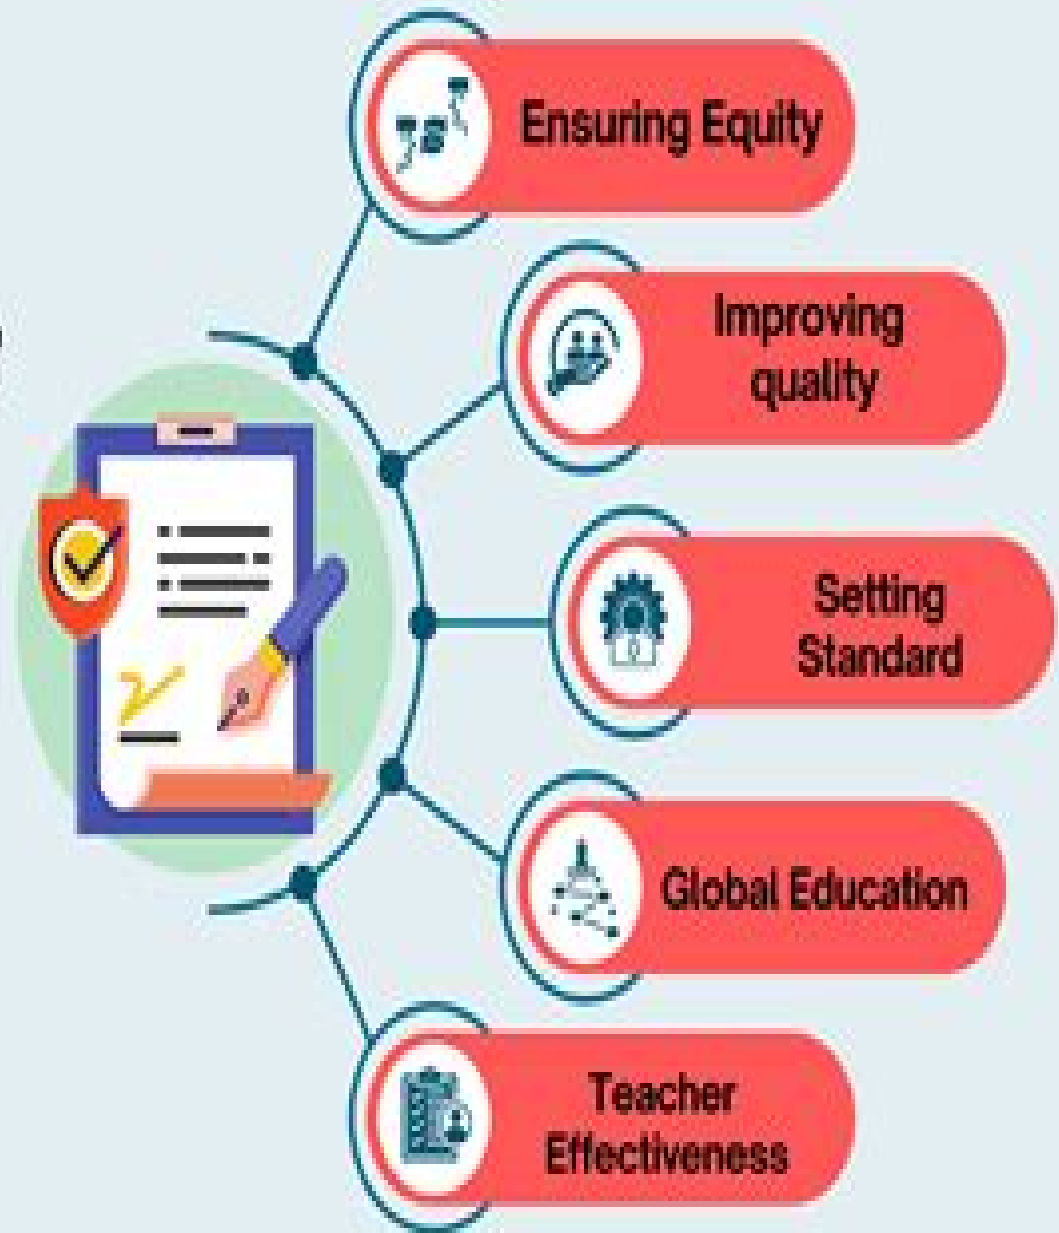 Ensuring Equity
Improving
quality
Setting
Standard
Global Education
Teacher
Effectiveness